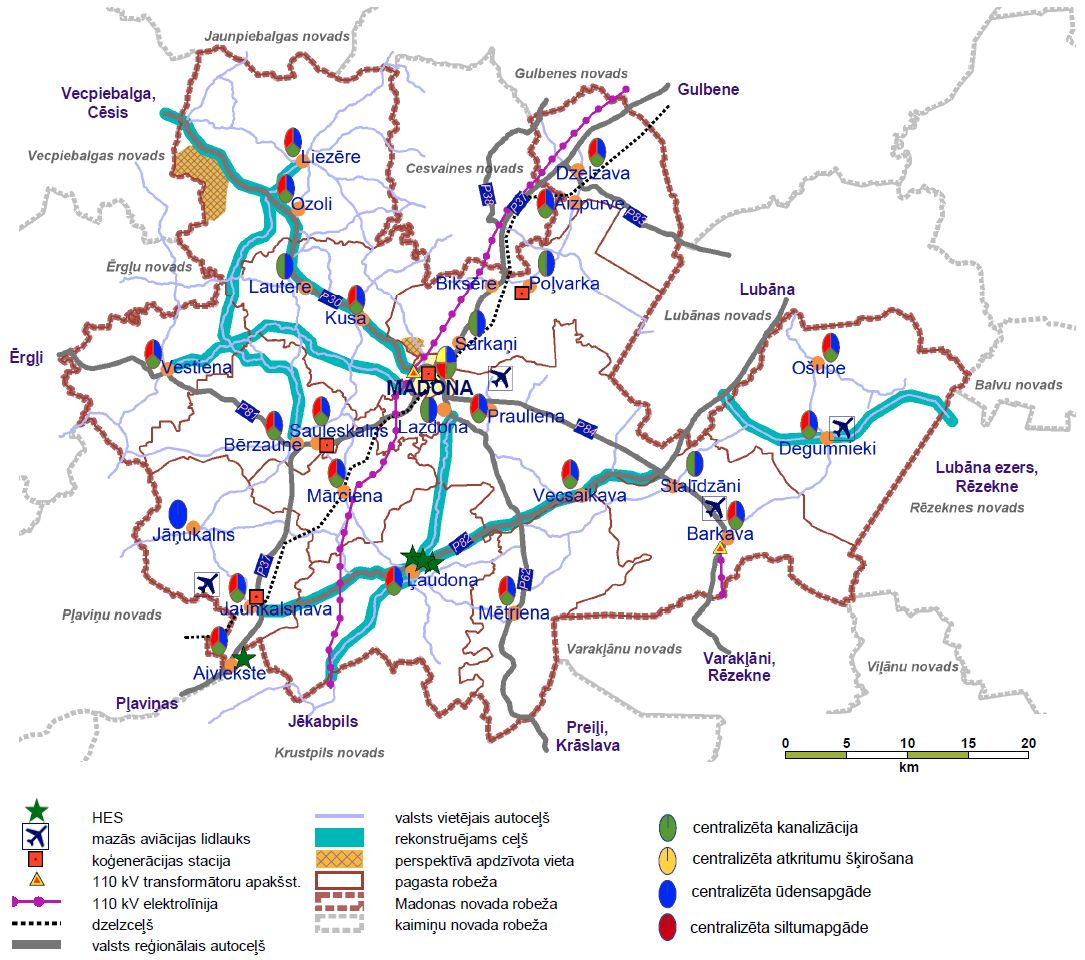 Jaunpiebalgas novads
Gulbenes novads
Gulbene
Vecpiebalga,
Cēsis
Vecpiebalgas novads
Liezēre
Cesvaines novads
Dzelzava
P38
P37
Ozoli
Aizpurve
P83
Ērgļu novads
Lautere
Biksēre
Poļvarka
Lubāna
P30
Kusa
Lubānas novads
Sarkaņi
Ērgļi
Vestiena
Ošupe
MADONA
Balvu novads
P81
Sauleskalns
Lazdona
Prauliena
P84
Bērzaune
Degumnieki
Lubāna ezers,
Rēzekne
Mārciena
Vecsaikava
Stalīdzāni
Rēzeknes novads
Jāņukalns
Barkava
P82
P37
Ļaudona
P62
Jaunkalsnava
Mētriena
Pļaviņu novads
Varakļānu novads
Varakļāni,
Rēzekne
Viļānu novads
Aiviekste
Pļaviņas
Jēkabpils
Preiļi,
Krāslava
Krustpils novads
0 5 10 15 20
km
HES
mazās aviācijas lidlauks
koģenerācijas stacija
110 kV transformātoru apakšst.
110 kV elektrolīnija
dzelzceļš
valsts reģionālais autoceļš
valsts vietējais autoceļš
rekonstruējams ceļš
perspektīvā apdzīvota vieta
pagasta robeža
Madonas novada robeža
kaimiņu novada robeža
centralizēta kanalizācija
centralizēta atkritumu šķirošana
centralizēta ūdensapgāde
centralizēta siltumapgāde